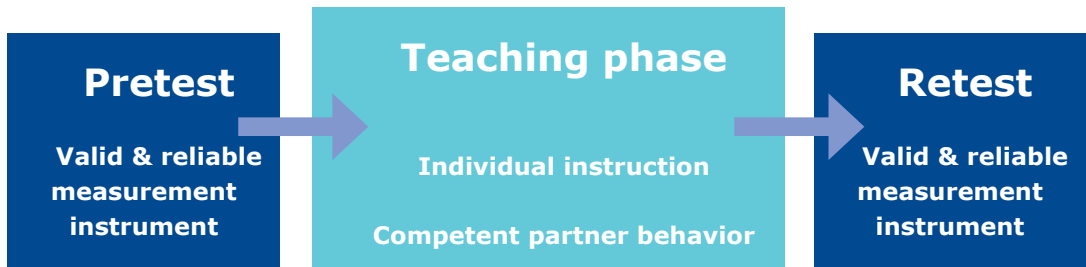 Pretest
Valid & reliable
measurement
instrument
Teaching phase
Individual instruction
Competent partner behavior
Retest
Valid & reliable
measurement
instrument